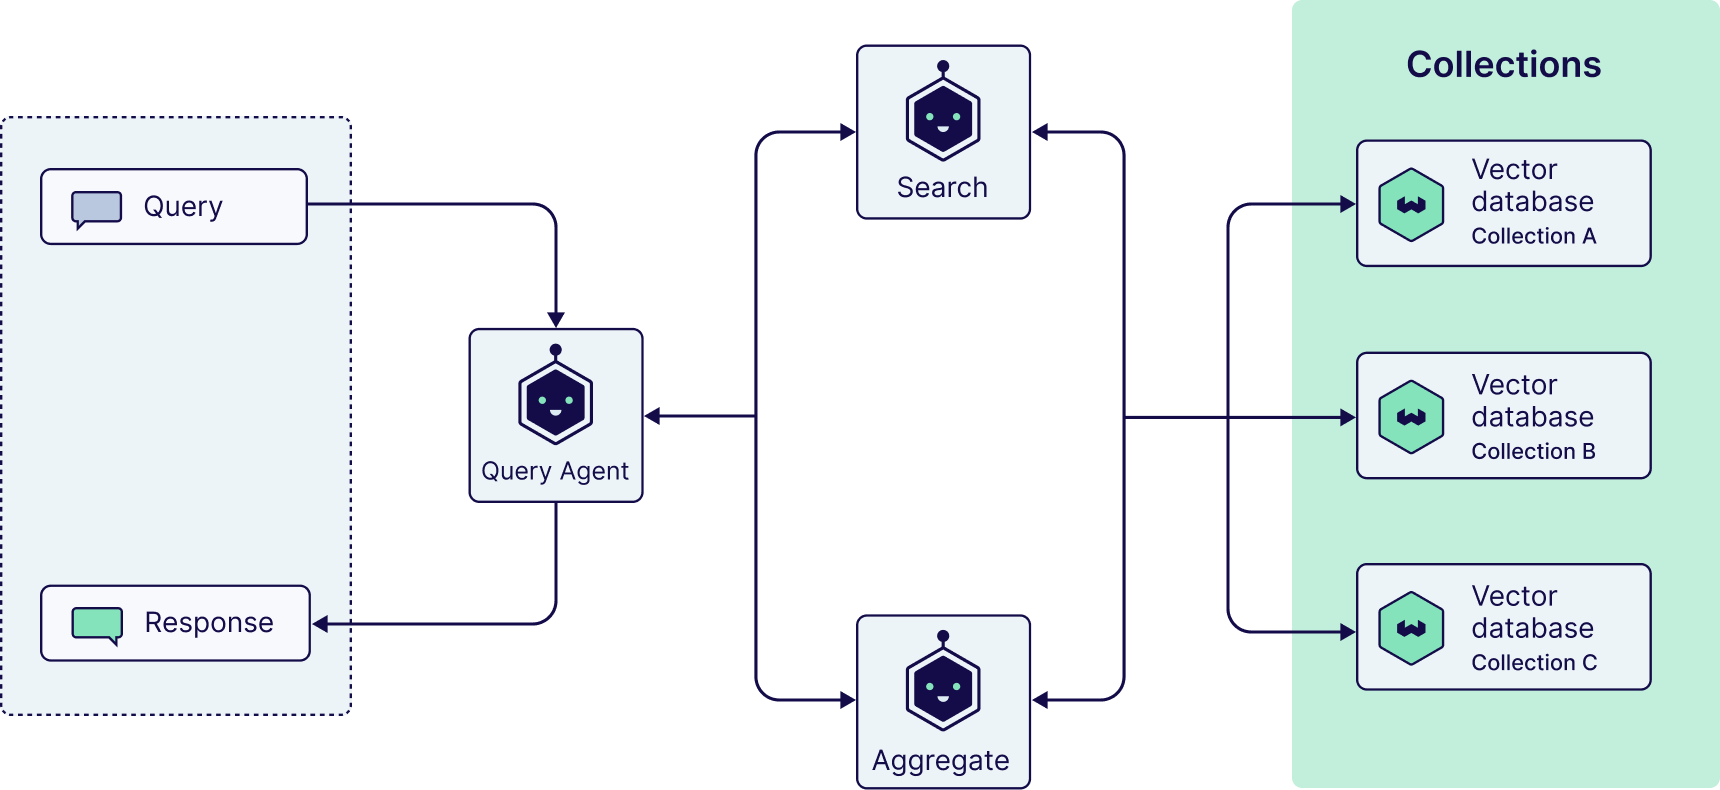 Query
Response
Query Agent
Search
Aggregate
Collections
Vector
database
Collection A
Vector
database
Collection B
Vector
database
Collection C